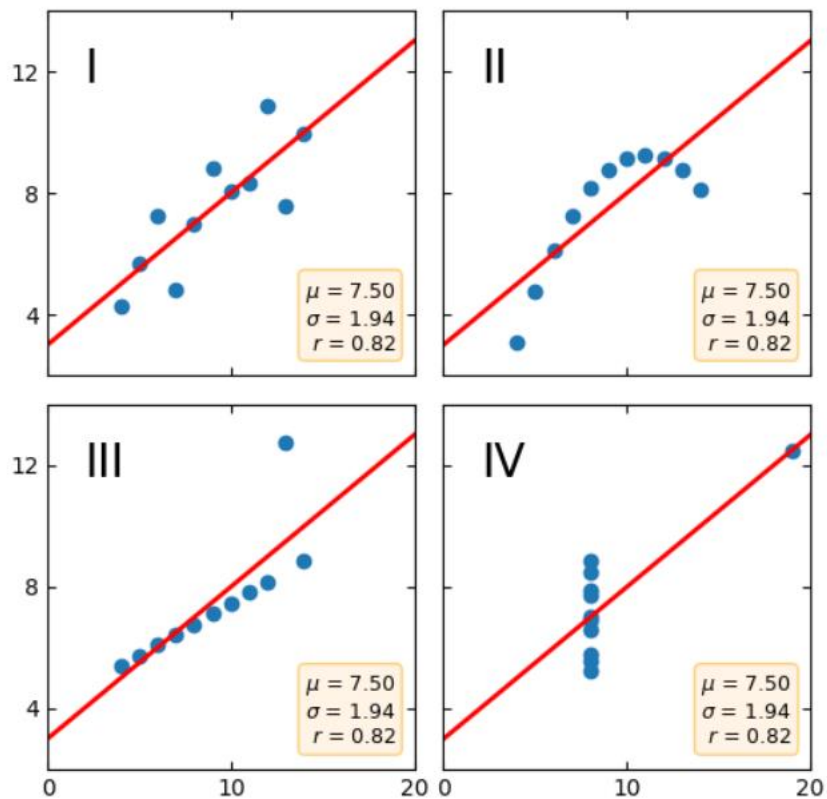 I
II
12
8
4
μ = 7.50
σ = 1.94
r = 0.82
μ = 7.50
σ = 1.94
r = 0.82
III
IV
12
8
4
μ = 7.50
σ = 1.94
r = 0.82
μ = 7.50
σ = 1.94
r = 0.82
0
10
20
0
10
20